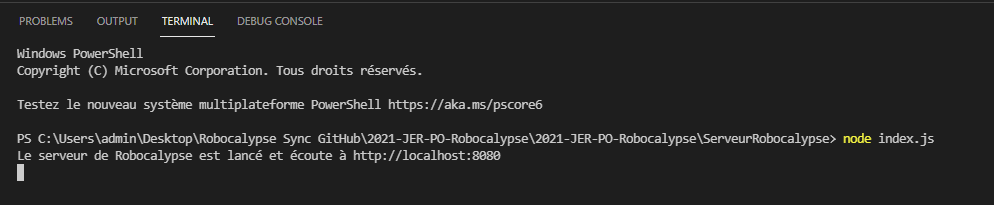 PROBLEMS OUTPUT TERMINAL DEBUG CONSOLE
Windows PowerShell
Copyright (C) Microsoft Corporation. Tous droits réservés.
Testez le nouveau système multiplateforme PowerShell https://aka.ms/pscore6
PS C:\Users\admin\Desktop\Robocalypse Sync GitHub\2021-JER-PO-Robocalypse\2021-JER-PO-Robocalypse\ServeurRobocalypse> node index.js
Le serveur de Robocalypse est lancé et écoute à http://localhost:8080